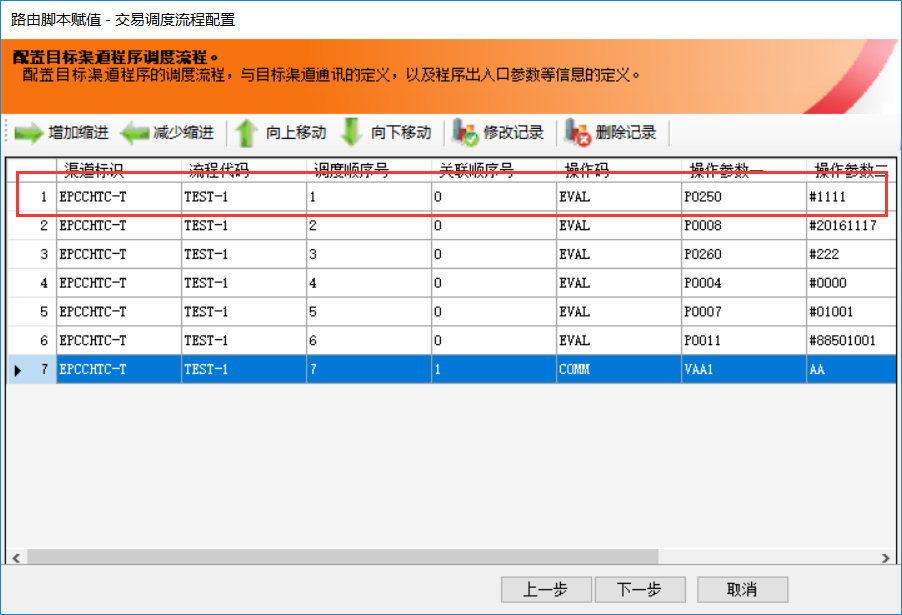 路由脚本赋值 - 交易调度流程配置
配置目标渠道程序调度流程。
配置目标渠道程序的调度流程，与目标渠道通讯的定义，以及程序出入口参数等信息的定义。
增加缩进 减少缩进 向上移动 向下移动 修改记录 删除记录
渠道标识 流程代码 调度顺序号 关联顺序号 操作码 操作参数一 操作参数二
1 EPCCHTC-T TEST-1 1 0 EVAL P0250 #1111
2 EPCCHTC-T TEST-1 2 0 EVAL P0008 #20161117
3 EPCCHTC-T TEST-1 3 0 EVAL P0260 #222
4 EPCCHTC-T TEST-1 4 0 EVAL P0004 #0000
5 EPCCHTC-T TEST-1 5 0 EVAL P0007 #01001
6 EPCCHTC-T TEST-1 6 0 EVAL P0011 #88501001
7 EPCCHTC-T TEST-1 7 1 COMM VAA1 AA
上一步 下一步 取消